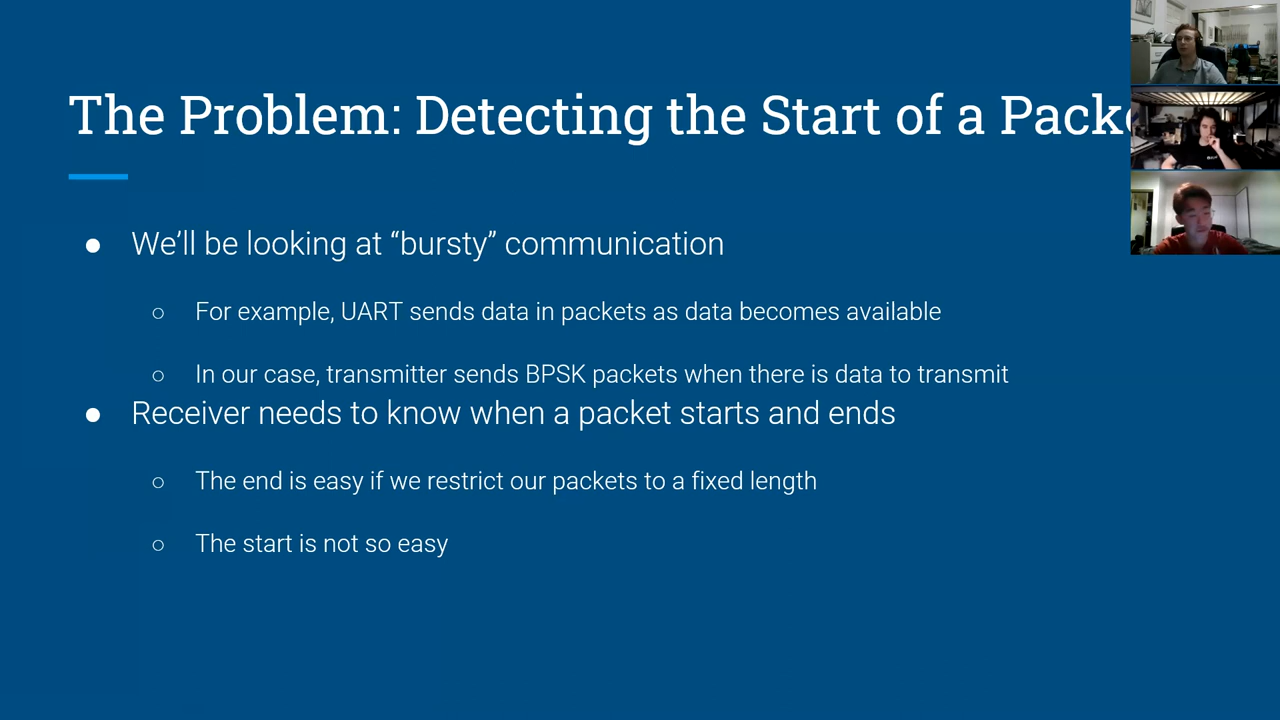 The Problem: Detecting the Start of a
● We’ll be looking at “bursty” communication
○ For example, UART sends data in packets as data becomes available
○ In our case, transmitter sends BPSK packets when there is data to transmit
● Receiver needs to know when a packet starts and ends
○ The end is easy if we restrict our packets to a fixed length
○ The start is not so easy